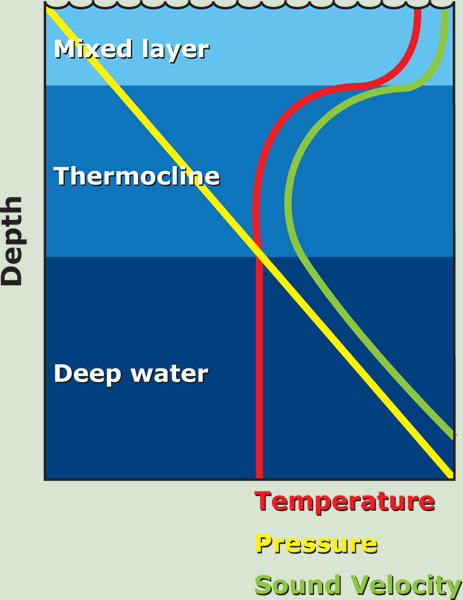 Mixed layer
Thermocline
Depth
Deep water
Temperature
Pressure
Sound Velocity